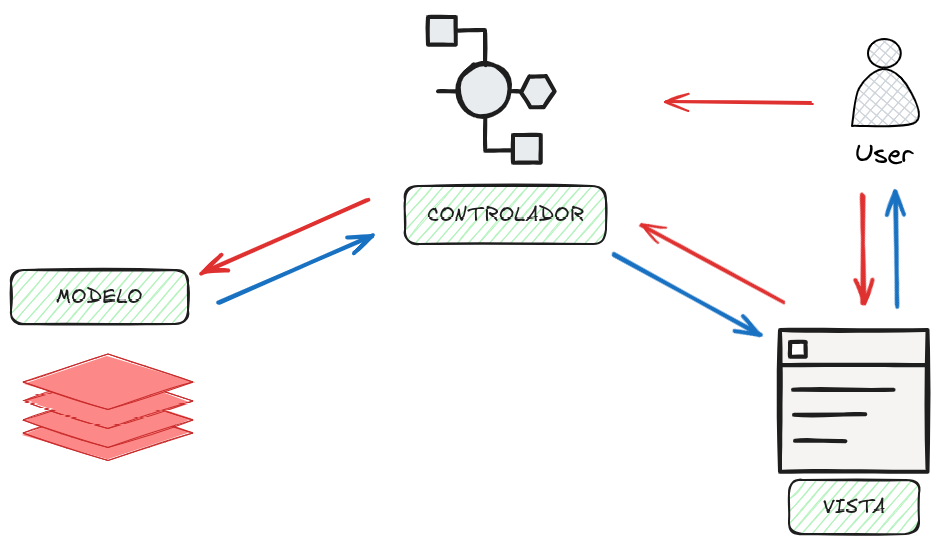 User
CONTROLADOR
MODELO
VISTA